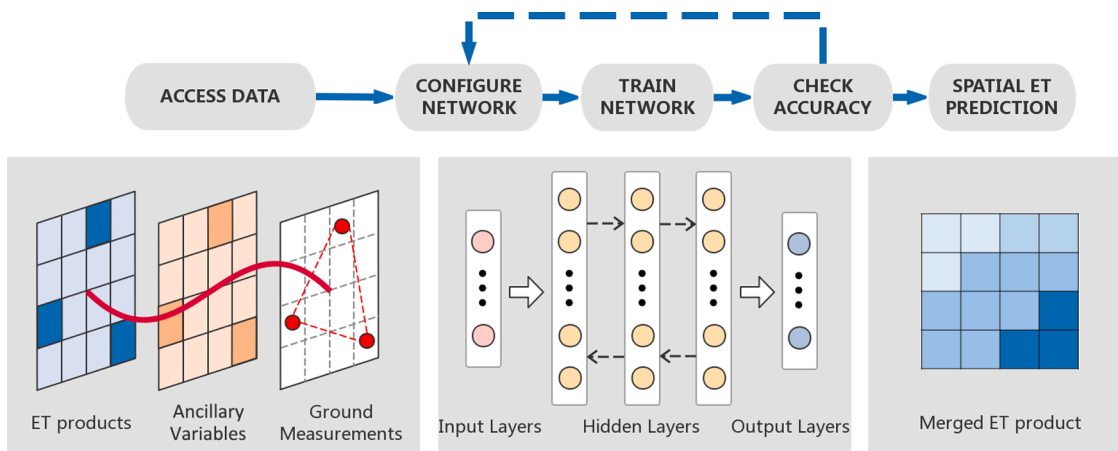 ACCESS DATA
CONFIGURE
NETWORK
TRAIN
NETWORK
CHECK
ACCURACY
SPATIAL ET
PREDICTION
ET products
Ancillary
Variables
Ground
Measurements
Input Layers
Hidden Layers
Output Layers
Merged ET product